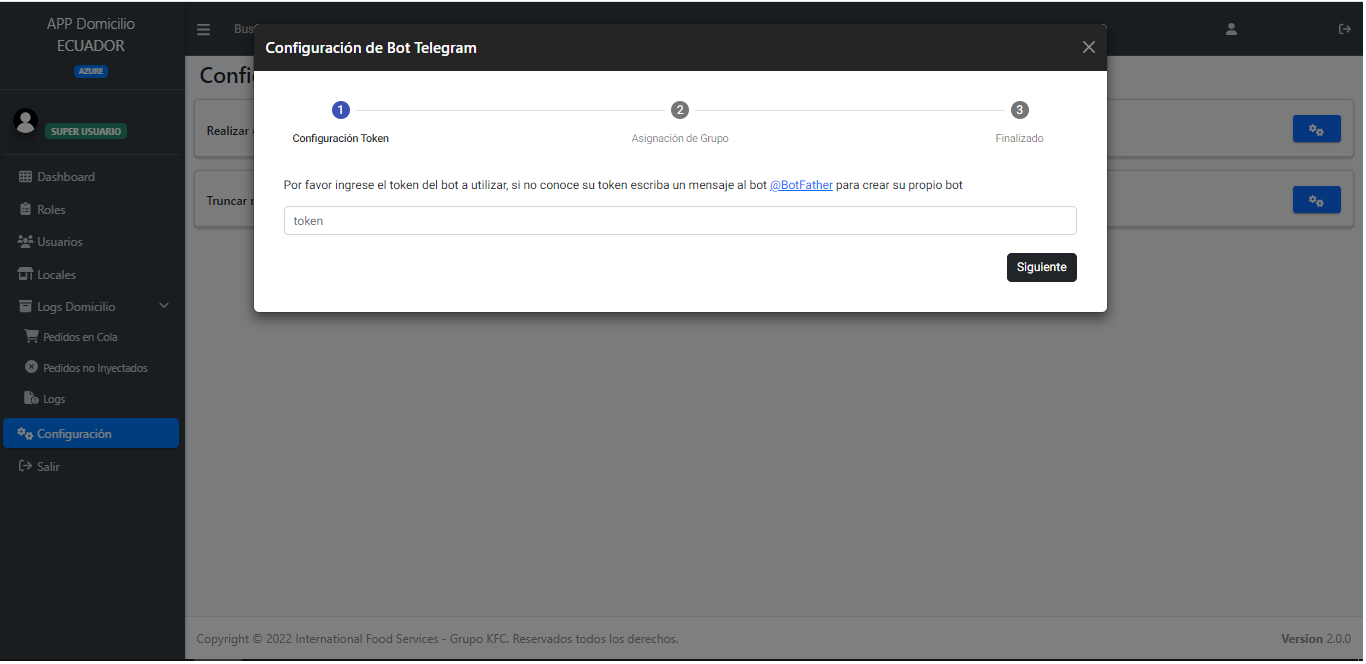 APP Domicilio
ECUADOR
AZURE
SUPER USUARIO
Dashboard
Roles
Usuarios
Locales
Logs Domicilio
Pedidos en Cola
Pedidos no Inyectados
Logs
Configuración
Salir
Configuración de Bot Telegram
1
2
3
Configuración Token
Asignación de Grupo
Finalizado
Por favor ingrese el token del bot a utilizar, si no conoce su token escriba un mensaje al bot @BotFather para crear su propio bot
token
Siguiente
Realizar
Truncar
Copyright © 2022 International Food Services - Grupo KFC. Reservados todos los derechos.
Version 2.0.0